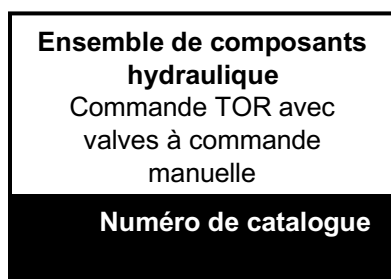 Ensemble de composants
hydraulique
Commande TOR avec
valves à commande
manuelle
Numéro de catalogue